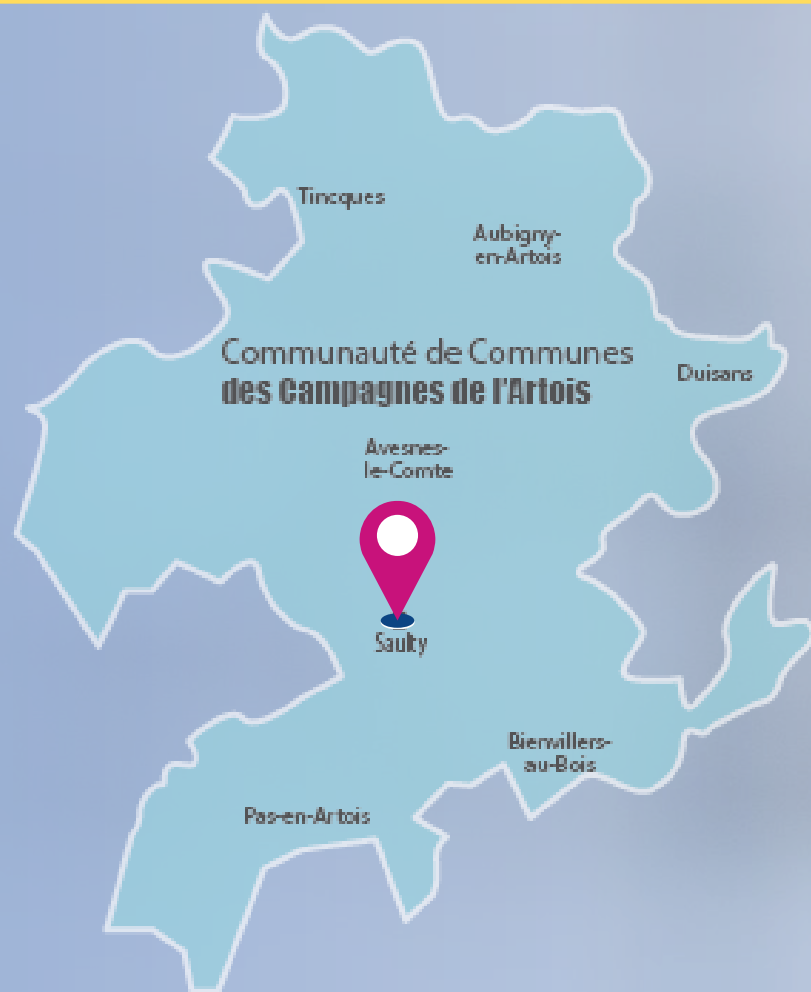 Tincques
Aubigny-
en-Artois
Communauté de Communes
des Campagnes de l'Artois
Duisans
Avesnes-
le-Comte
Saulty
Bienvillers-
au-Bois
Pas-en-Artois